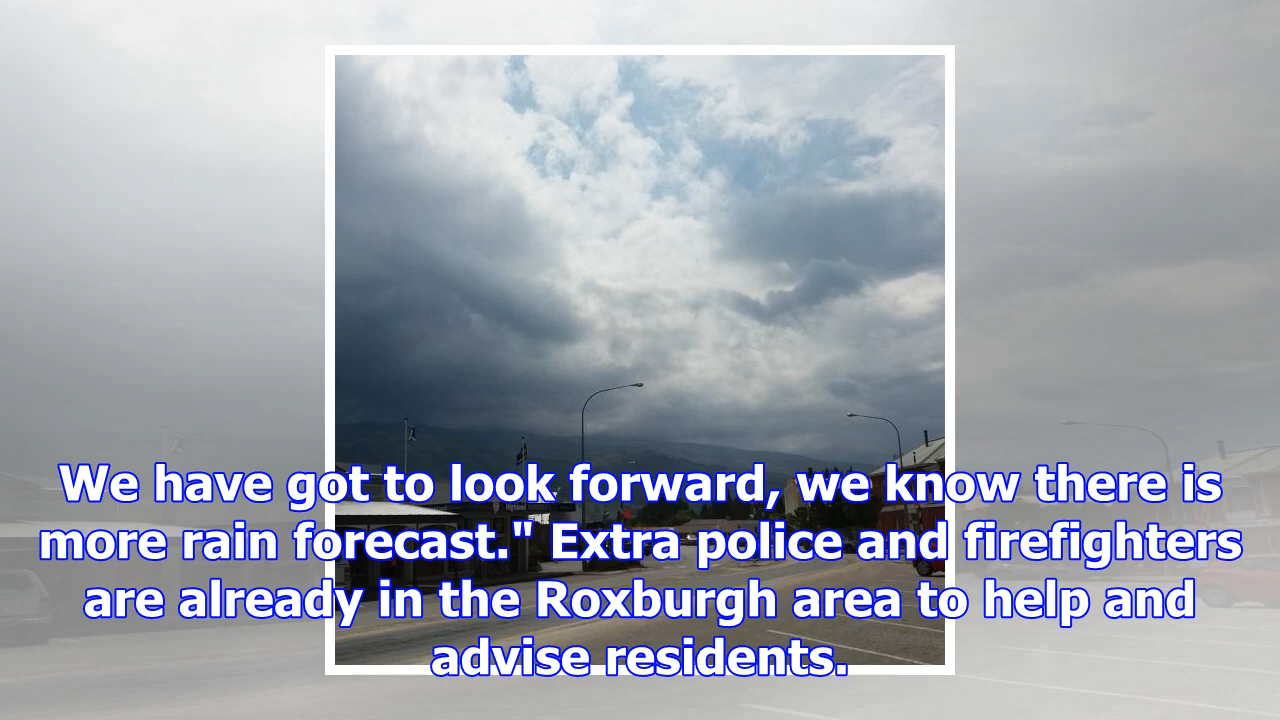 We have got to look forward, we know there is
more rain forecast." Extra police and firefighters
are already in the Roxburgh area to help and
advise residents.